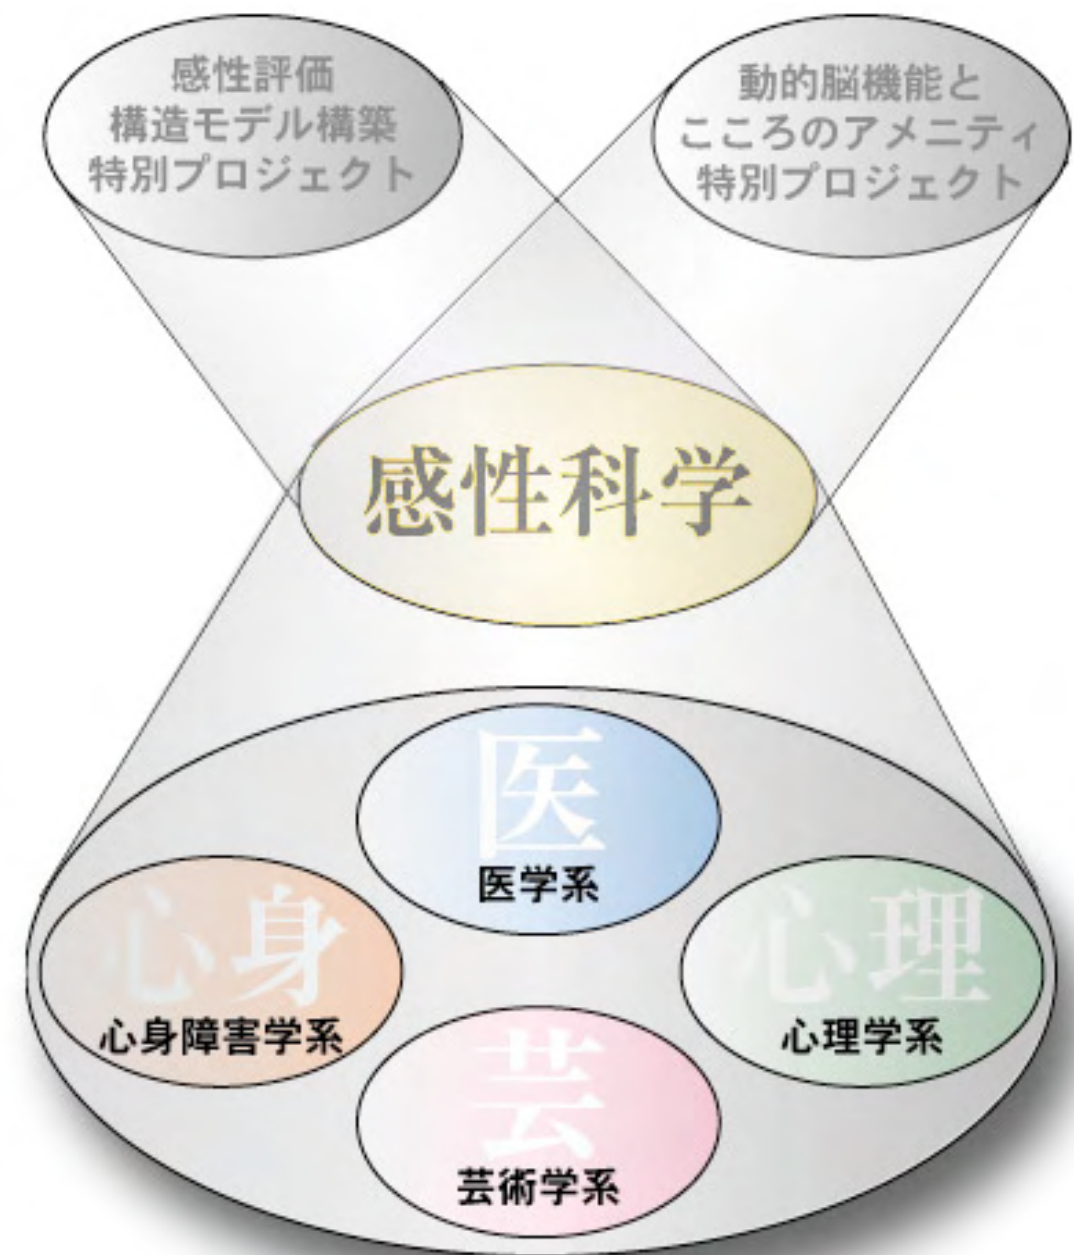 感性評価
構造モデル構築
特別プロジェクト
動的脳機能と
こころのアメニティ
特別プロジェクト
感性科学
医
医学系
心身
心身障害学系
心理
心理学系
芸
芸術学系